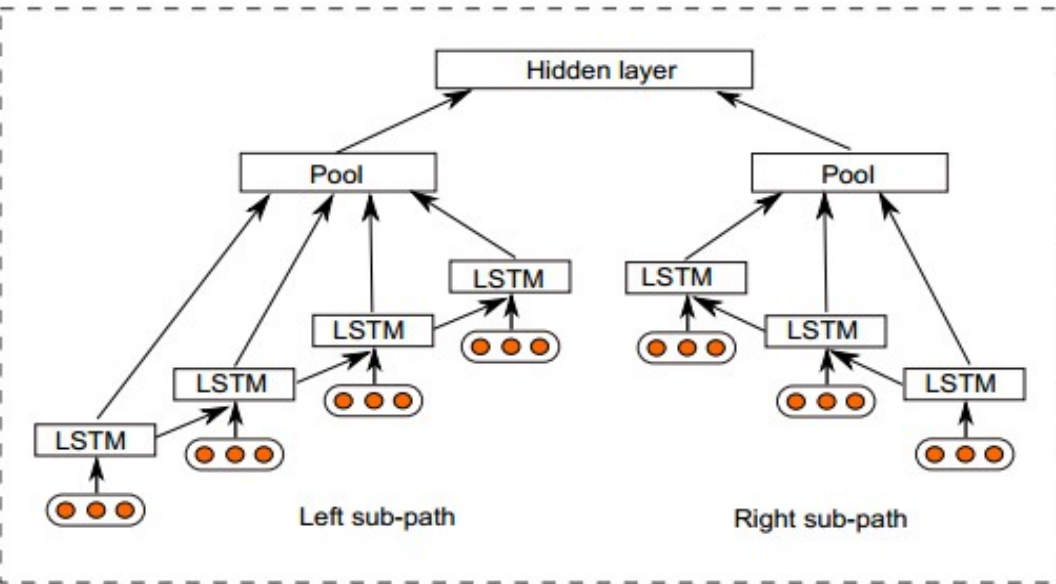 Hidden layer
Pool
Pool
LSTM
LSTM
LSTM
LSTM
LSTM
LSTM
LSTM
Left sub-path
Right sub-path